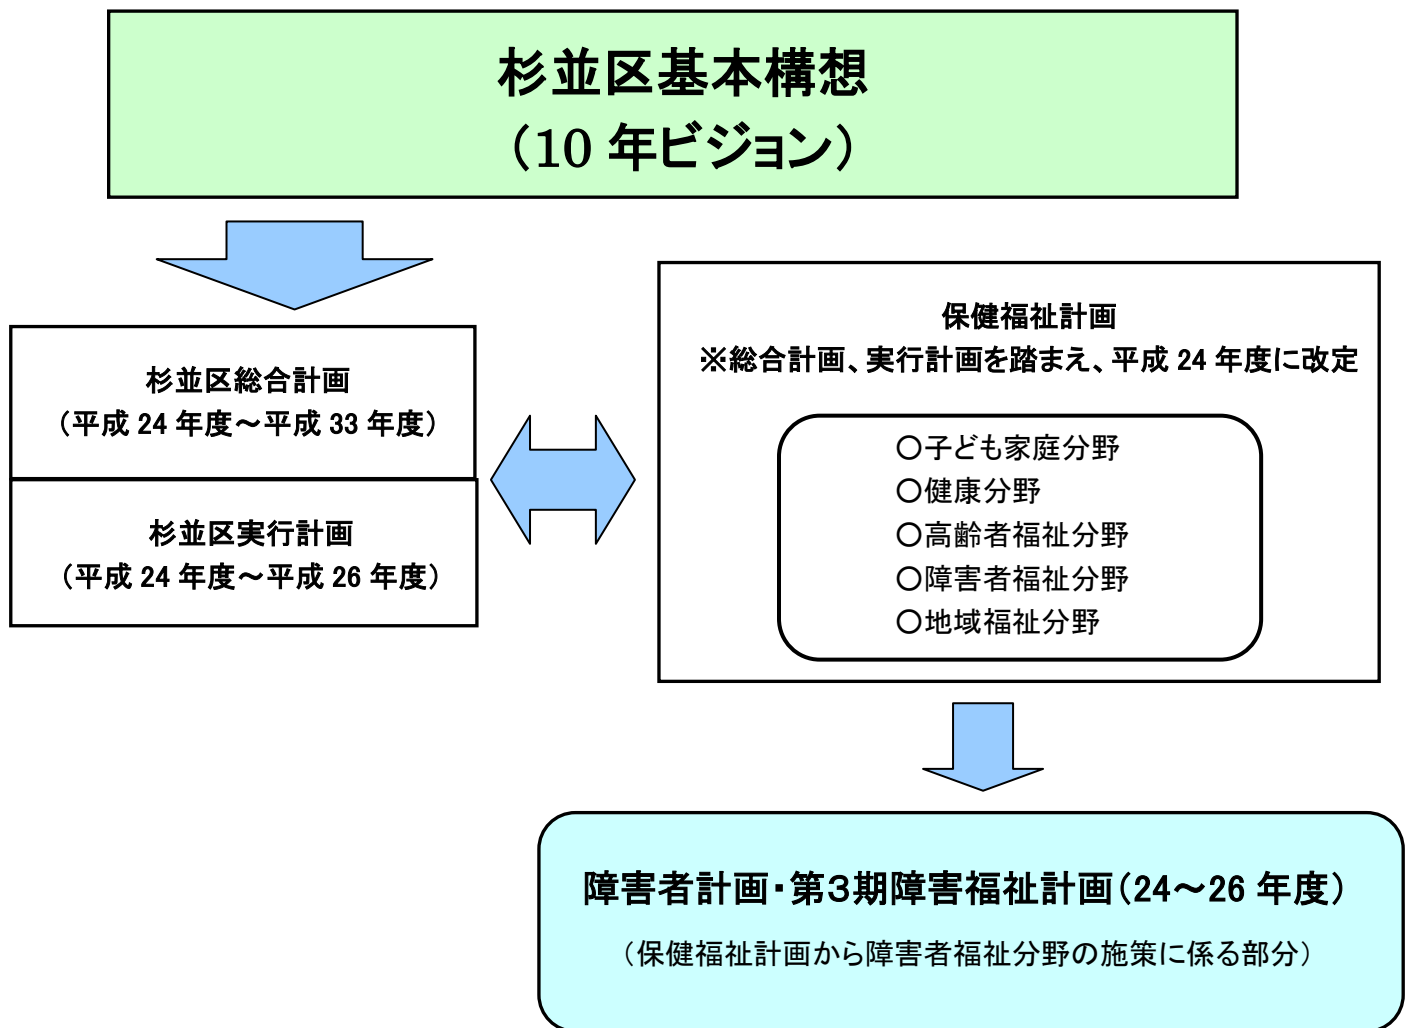 杉並区基本構想
（10 年ビジョン）
杉並区総合計画
（平成 24 年度～平成 33 年度）
杉並区実行計画
（平成 24 年度～平成 26 年度）
保健福祉計画
※総合計画、実行計画を踏まえ、平成 24 年度に改定
○子ども家庭分野
○健康分野
○高齢者福祉分野
○障害者福祉分野
○地域福祉分野
障害者計画・第３期障害福祉計画（24～26 年度）
（保健福祉計画から障害者福祉分野の施策に係る部分）